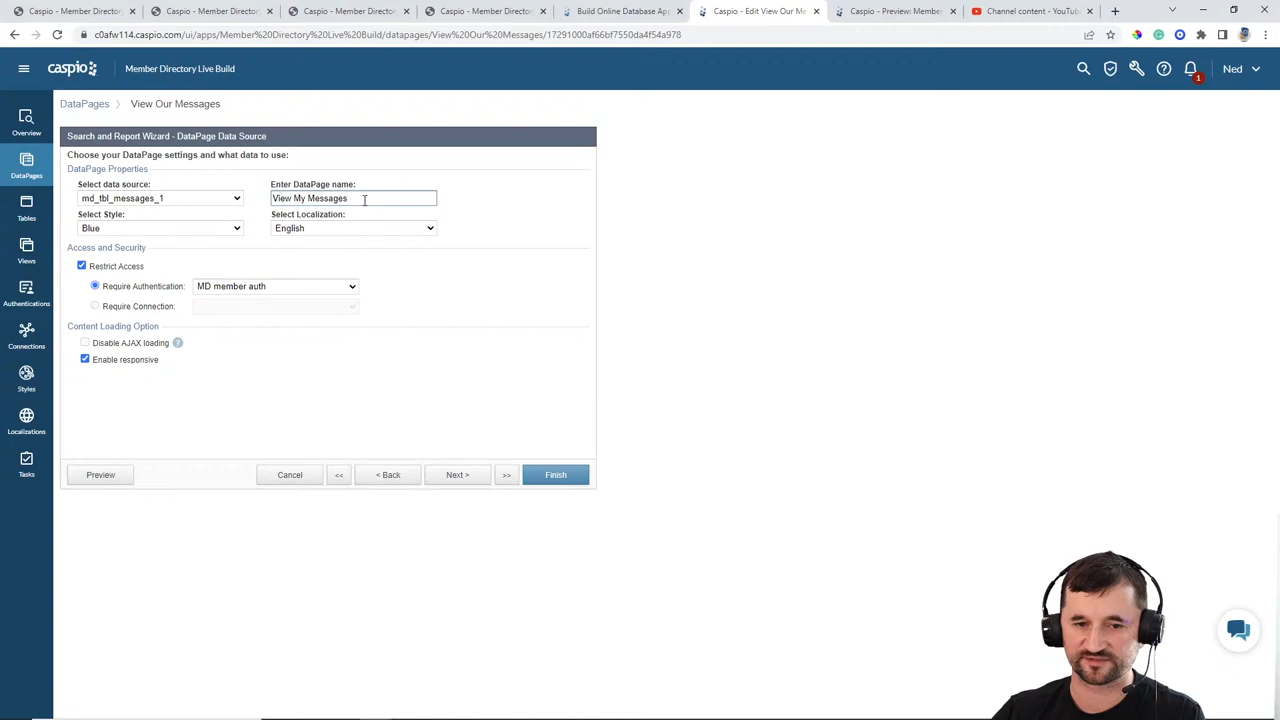 Caspio - Member Direc
Caspio - Member Direc
Caspio - Member Direc
Caspio - Member Direc
Build Online Database Ap
Caspio - Edit View Our Me
Caspio - Preview: Membe
Channel content - YouTub
c0afw114.caspio.com/ui/apps/Member%20Directory%20Live%20Build/datapages/View%20Our%20Messages/17291000af66bf7550da4f54a978
caspio
Member Directory Live Build
1
Ned
Overview
DataPages
Tables
Views
Authentications
Connections
Styles
Localizations
Tasks
DataPages
View Our Messages
Search and Report Wizard - DataPage Data Source
Choose your DataPage settings and what data to use:
DataPage Properties
Select data source:
Enter DataPage name:
md_tbl_messages_1
View My Messages
Select Style:
Select Localization:
Blue
English
Access and Security
Restrict Access
Require Authentication:
MD member auth
Require Connection:
Content Loading Option
Disable AJAX loading
?
Enable responsive
Preview
Cancel
<<
< Back
Next >
>>
Finish